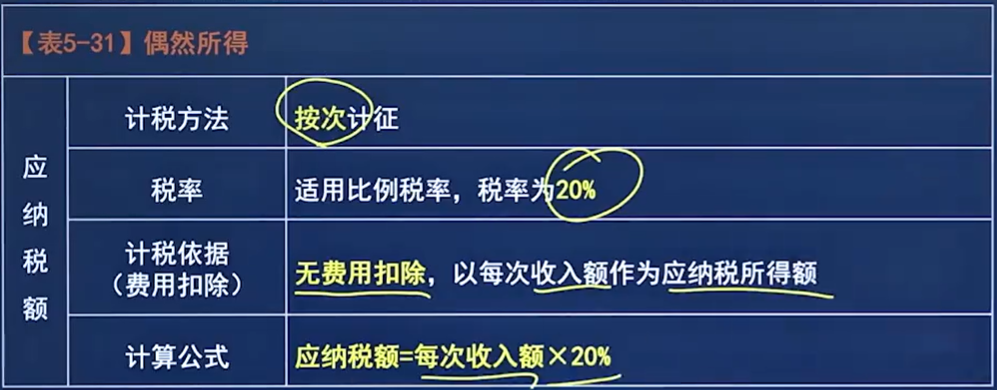 【表5-31】偶然所得
应纳税额
计税方法
按次计征
税率
适用比例税率，税率为20%
计税依据
（费用扣除）
无费用扣除，以每次收入额作为应纳税所得额
计算公式
应纳税额=每次收入额×20%